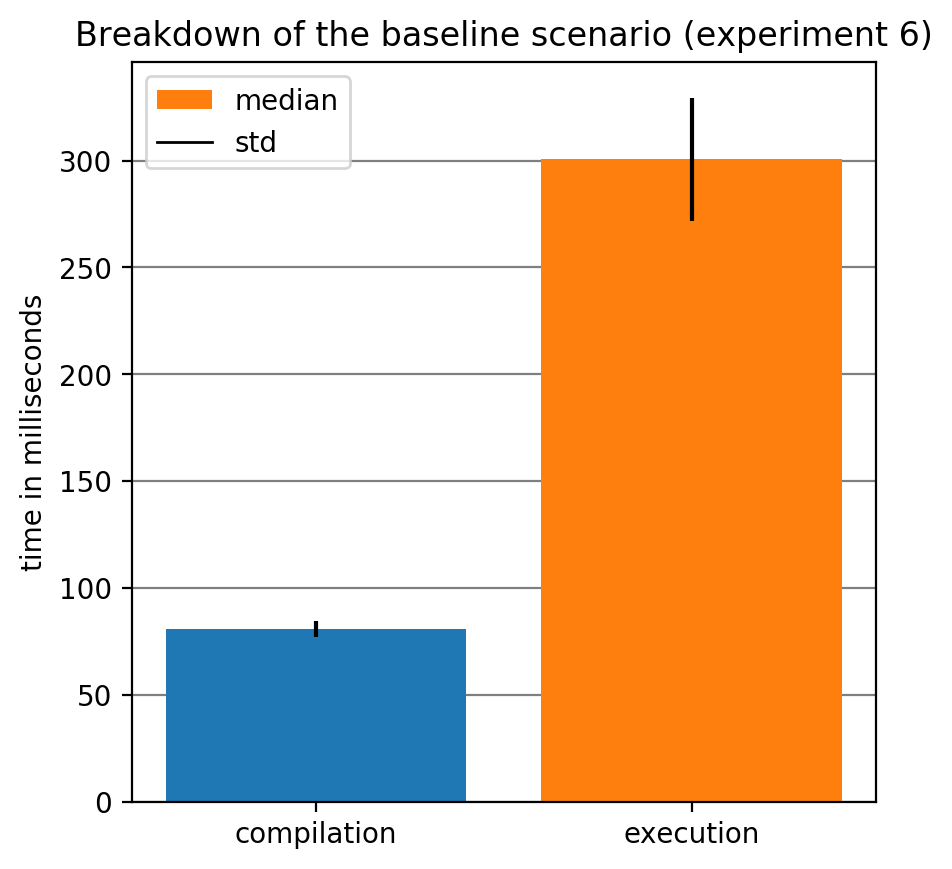 Breakdown of the baseline scenario (experiment 6)
median
std
time in milliseconds
300
250
200
150
100
50
0
compilation
execution